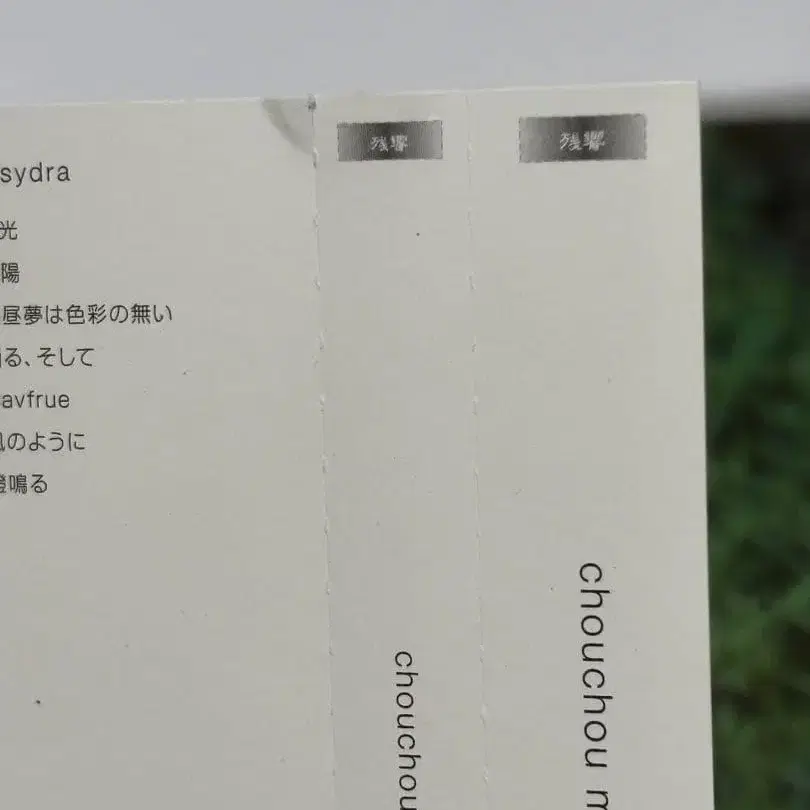 sydra
光
陽
昼夢は色彩の無い
る、そして
avfrue
のように
鳴る
残響
残響
chouchou
chouchou m